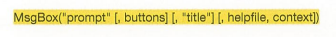 MsgBox("prompt" [, buttons] [, "title"] [, helpfile, context])